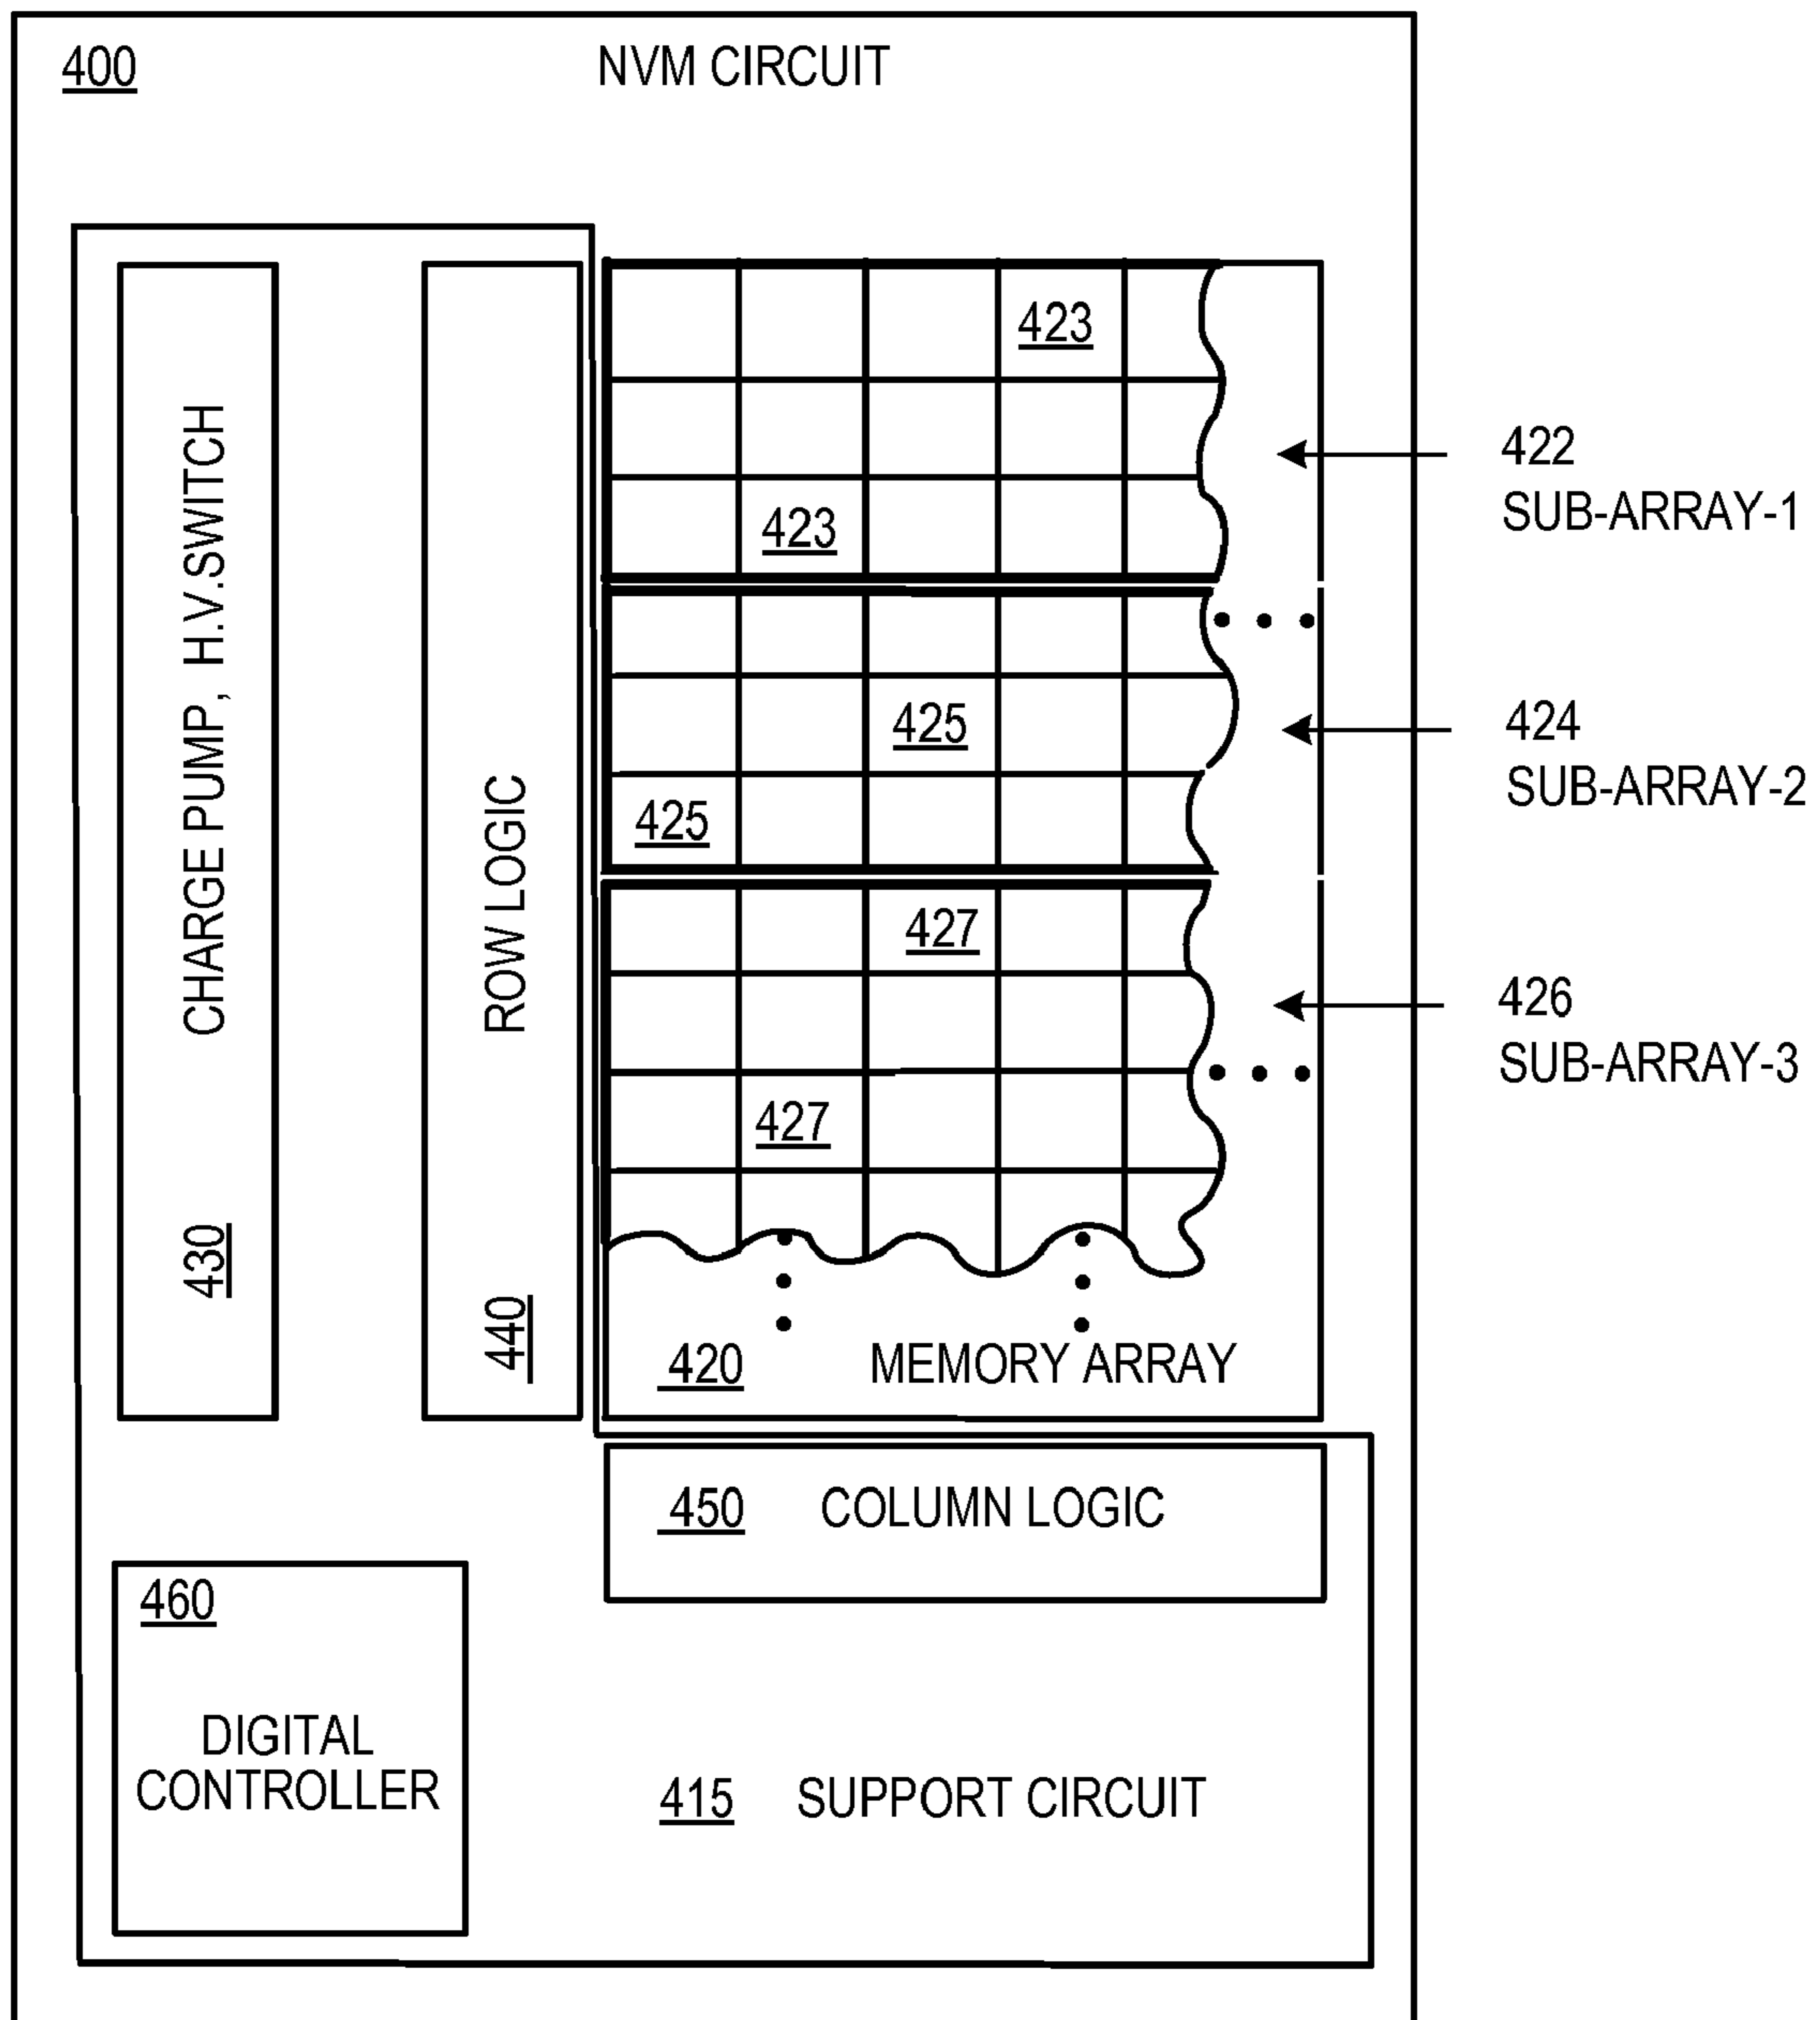 400 NVM CIRCUIT
CHARGE PUMP, H.V.SWITCH
430
ROW LOGIC
440
423
423
422
SUB-ARRAY-1
425
425
424
SUB-ARRAY-2
427
427
426
SUB-ARRAY-3
420 MEMORY ARRAY
450 COLUMN LOGIC
460
DIGITAL
CONTROLLER
415 SUPPORT CIRCUIT